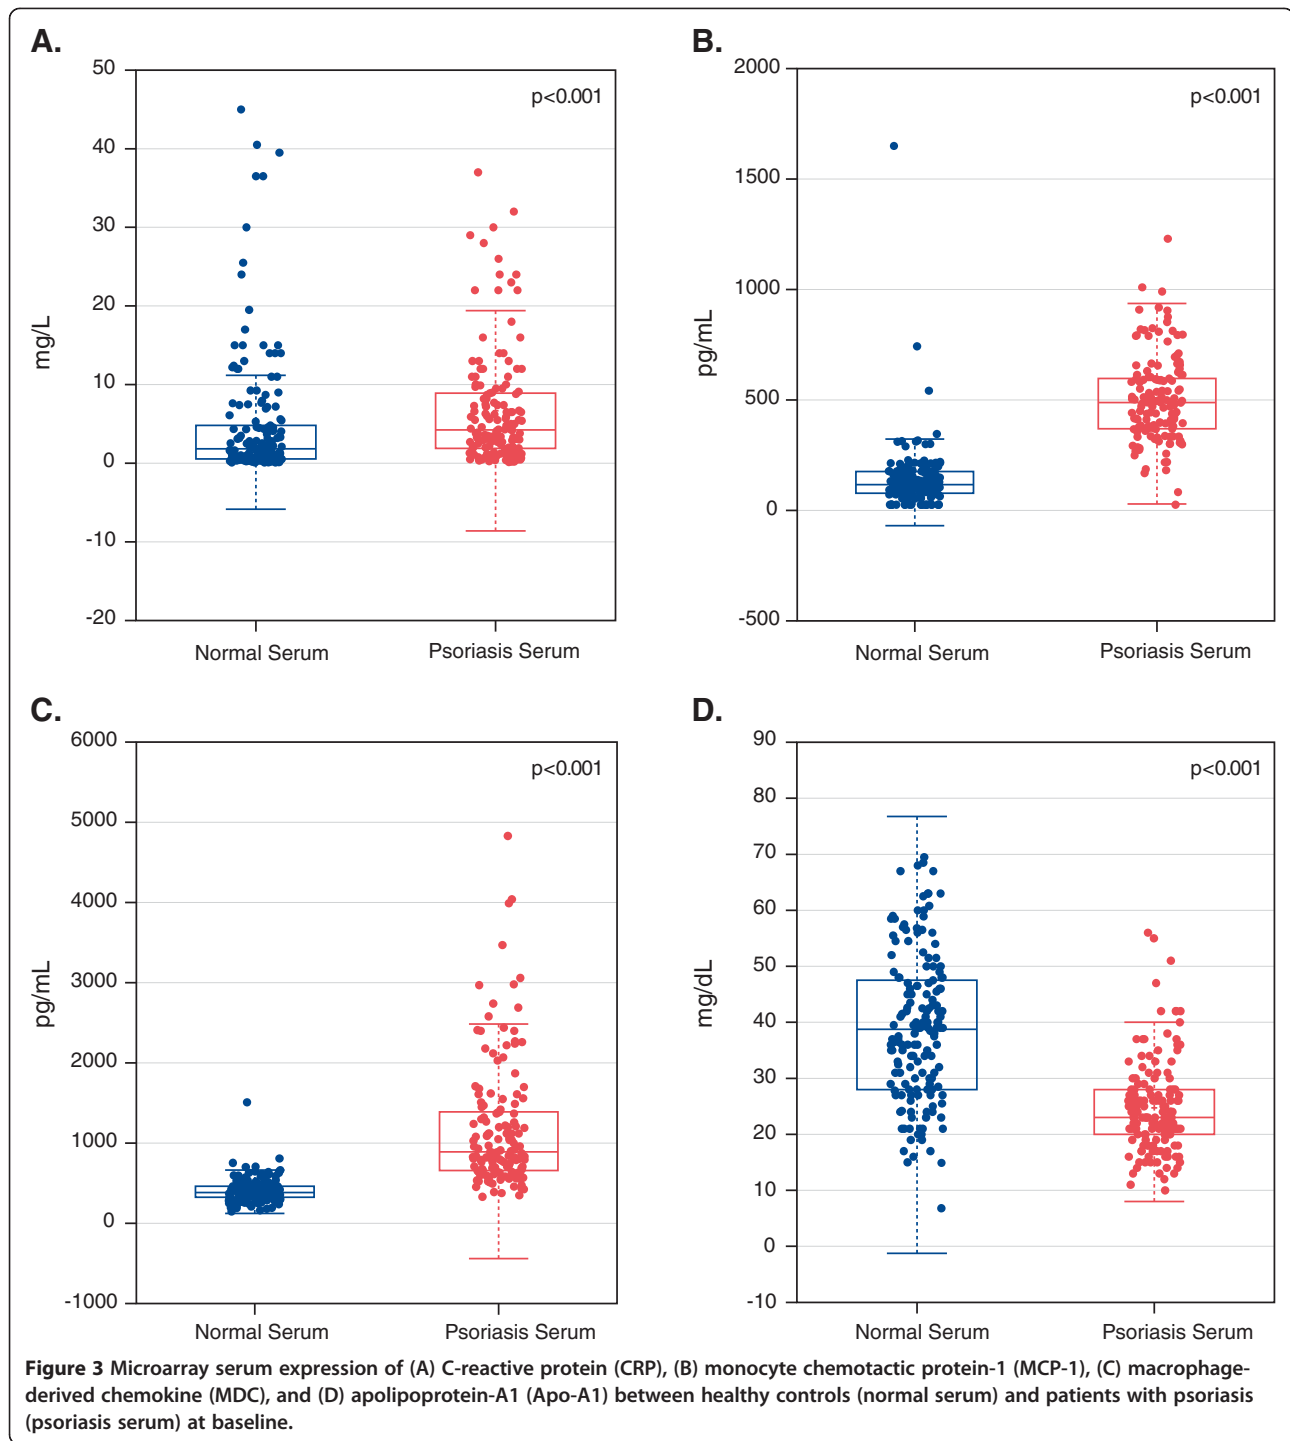 A.
50
40
30
20
10
0
-10
-20
mg/L
p<0.001
Normal Serum
Psoriasis Serum
B.
2000
1500
1000
500
0
-500
pg/mL
p<0.001
Normal Serum
Psoriasis Serum
C.
6000
5000
4000
3000
2000
1000
0
-1000
pg/mL
p<0.001
Normal Serum
Psoriasis Serum
D.
90
80
70
60
50
40
30
20
10
0
-10
mg/dL
p<0.001
Normal Serum
Psoriasis Serum
Figure 3 Microarray serum expression of (A) C-reactive protein (CRP), (B) monocyte chemotactic protein-1 (MCP-1), (C) macrophage-
derived chemokine (MDC), and (D) apolipoprotein-A1 (Apo-A1) between healthy controls (normal serum) and patients with psoriasis
(psoriasis serum) at baseline.